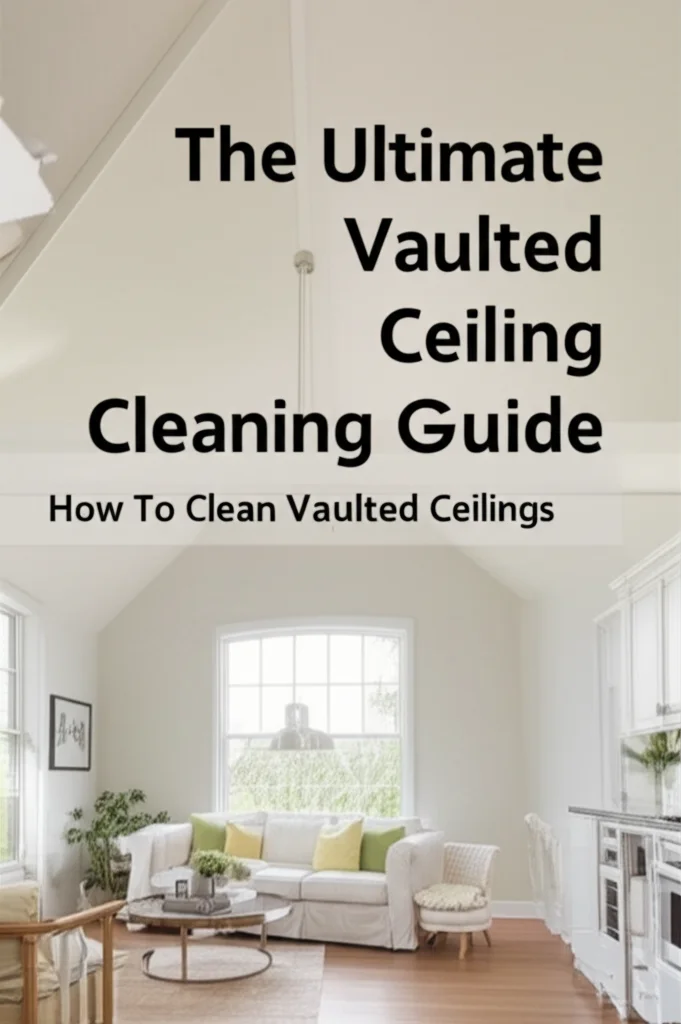 The Ultimate
Vaulted
Ceiling
Cleaning Guide
How To Clean Vaulted Ceilings